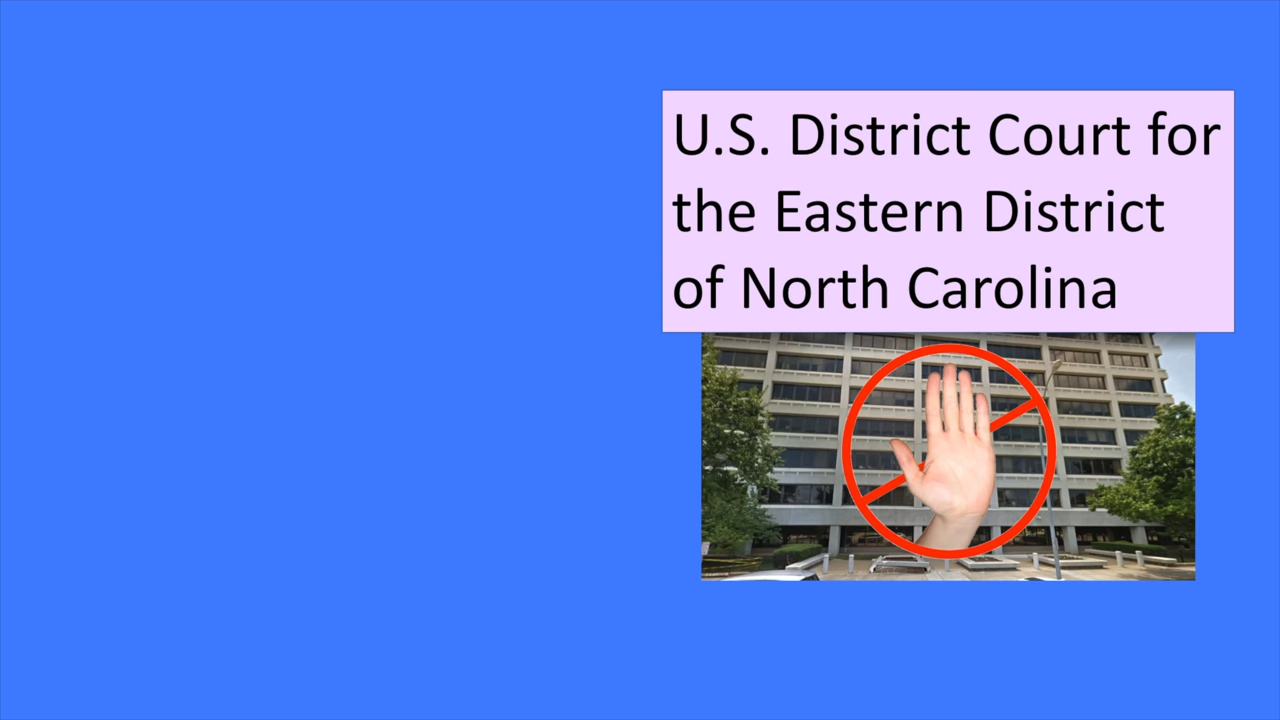 U.S. District Court for
the Eastern District
of North Carolina